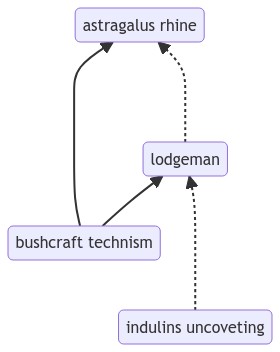 astragalus rhine
lodgeman
bushcraft technism
indulins uncoveting